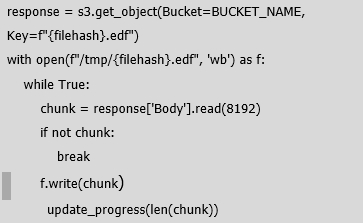 response = s3.get_object(Bucket=BUCKET_NAME,
Key=f"{filehash}.edf")
with open(f"/tmp/{filehash}.edf", 'wb') as f:
    while True:
        chunk = response['Body'].read(8192)
        if not chunk:
            break
        f.write(chunk)
         update_progress(len(chunk))